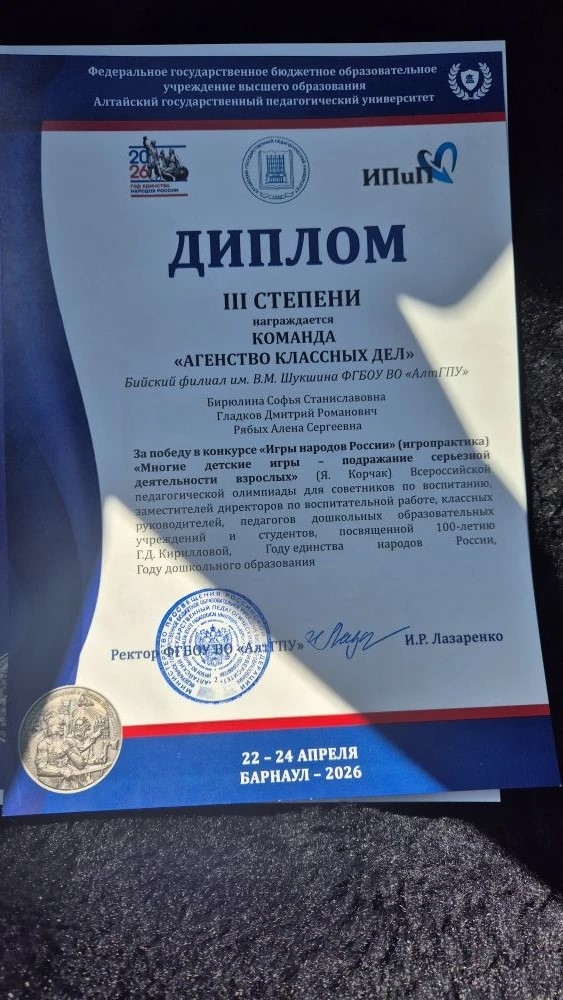 Федеральное государственное бюджетное образовательное
учреждение высшего образования
Алтайский государственный педагогический университет
20
26
ГОД ЕДИНСТВА
НАРОДОВ РОССИИ
ИПиП
ДИПЛОМ
III СТЕПЕНИ
награждается
КОМАНДА
«АГЕНСТВО КЛАССНЫХ ДЕЛ»
Бийский филиал им. В.М. Шукшина ФГБОУ ВО «АлтГПУ»
Бирюлина Софья Станиславовна
Гладков Дмитрий Романович
Рябых Алена Сергеевна
За победу в конкурсе «Игры народов России» (игропрактика)
«Многие детские игры – подражание серьезной
деятельности взрослых» (Я. Корчак) Всероссийской
педагогической олимпиады для советников по воспитанию,
заместителей директоров по воспитательной работе, классных
руководителей, педагогов дошкольных образовательных
учреждений и студентов, посвященной 100-летию
Г.Д. Кирилловой, Году единства народов России,
Году дошкольного образования
Ректор ФГБОУ ВО «АлтГПУ»
И.Р. Лазаренко
22 – 24 АПРЕЛЯ
БАРНАУЛ – 2026